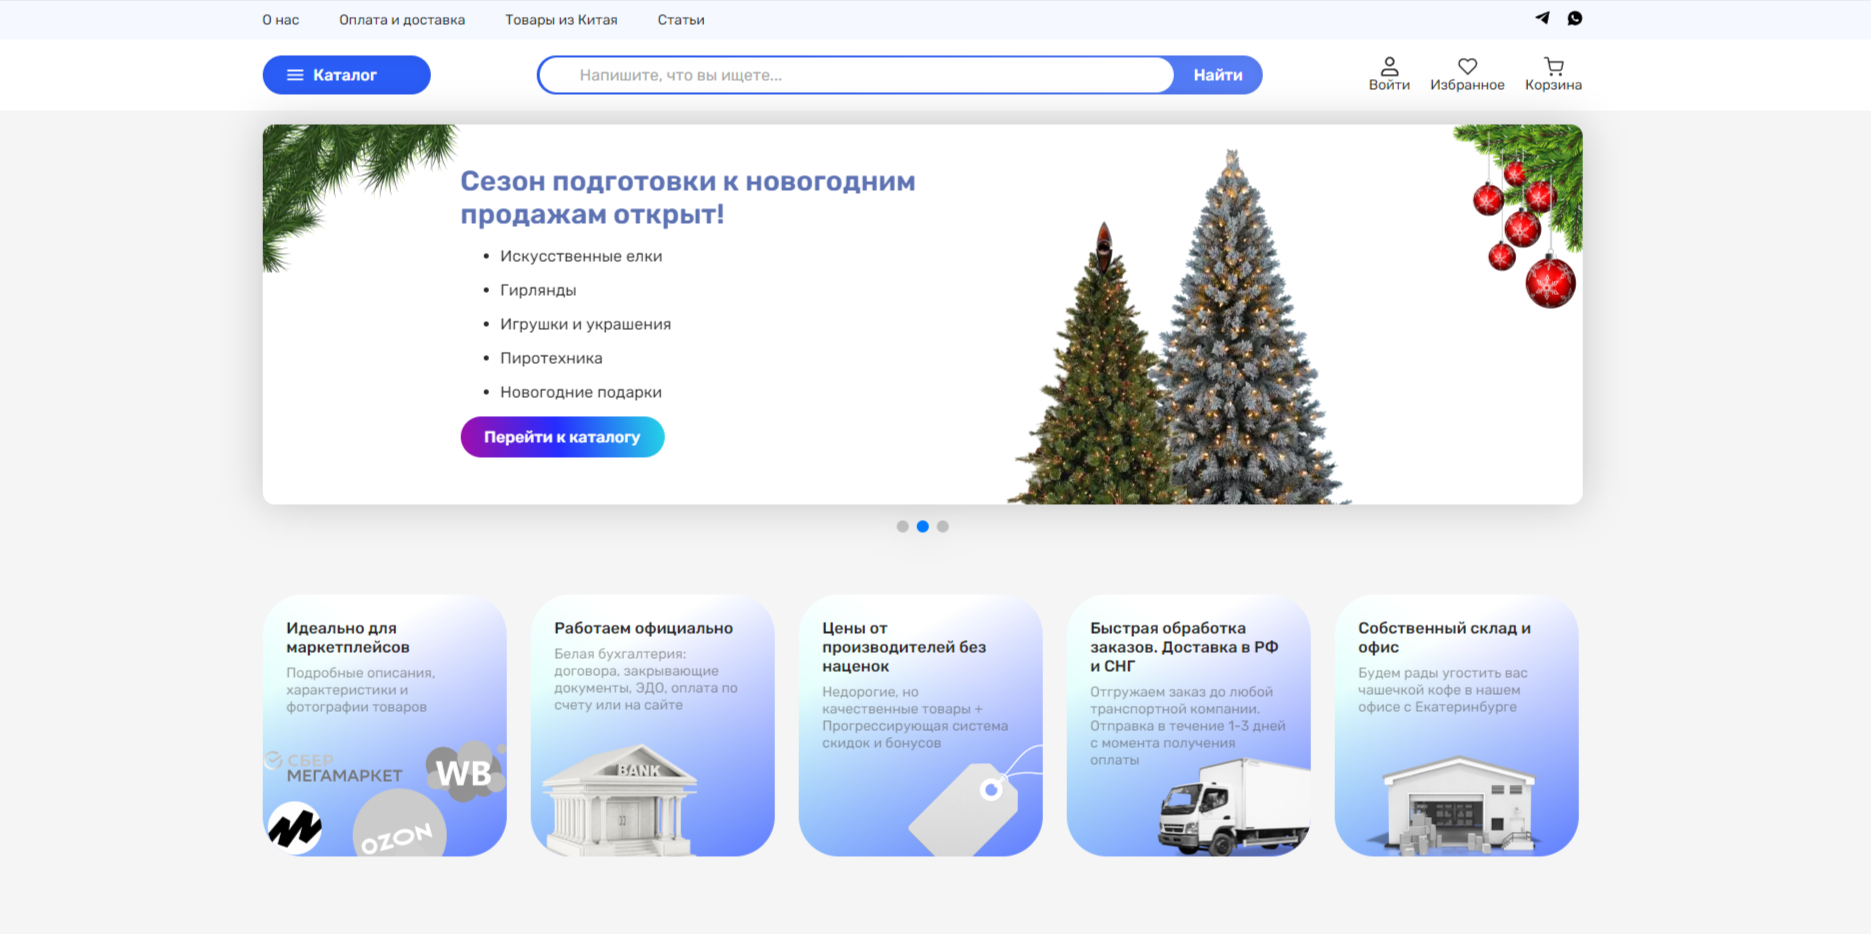 О нас
Оплата и доставка
Товары из Китая
Статьи
Каталог
Напишите, что вы ищете...
Найти
Войти
Избранное
Корзина
Сезон подготовки к новогодним
продажам открыт!
Искусственные елки
Гирлянды
Игрушки и украшения
Пиротехника
Новогодние подарки
Перейти к каталогу
Идеально для
маркетплейсов
Подробные описания,
характеристики и
фотографии товаров
СБЕР
МЕГАМАРКЕТ
WB
OZON
Работаем официально
Белая бухгалтерия:
договора, закрывающие
документы, ЭДО, оплата по
счету или на сайте
BANK
Цены от
производителей без
наценок
Недорогие, но
качественные товары +
Прогрессирующая система
скидок и бонусов
Быстрая обработка
заказов. Доставка в РФ
и СНГ
Отгружаем заказ до любой
транспортной компании.
Отправка в течение 1-3 дней
с момента получения
оплаты
Собственный склад и
офис
Будем рады угостить вас
чашечкой кофе в нашем
офисе с Екатеринбурге